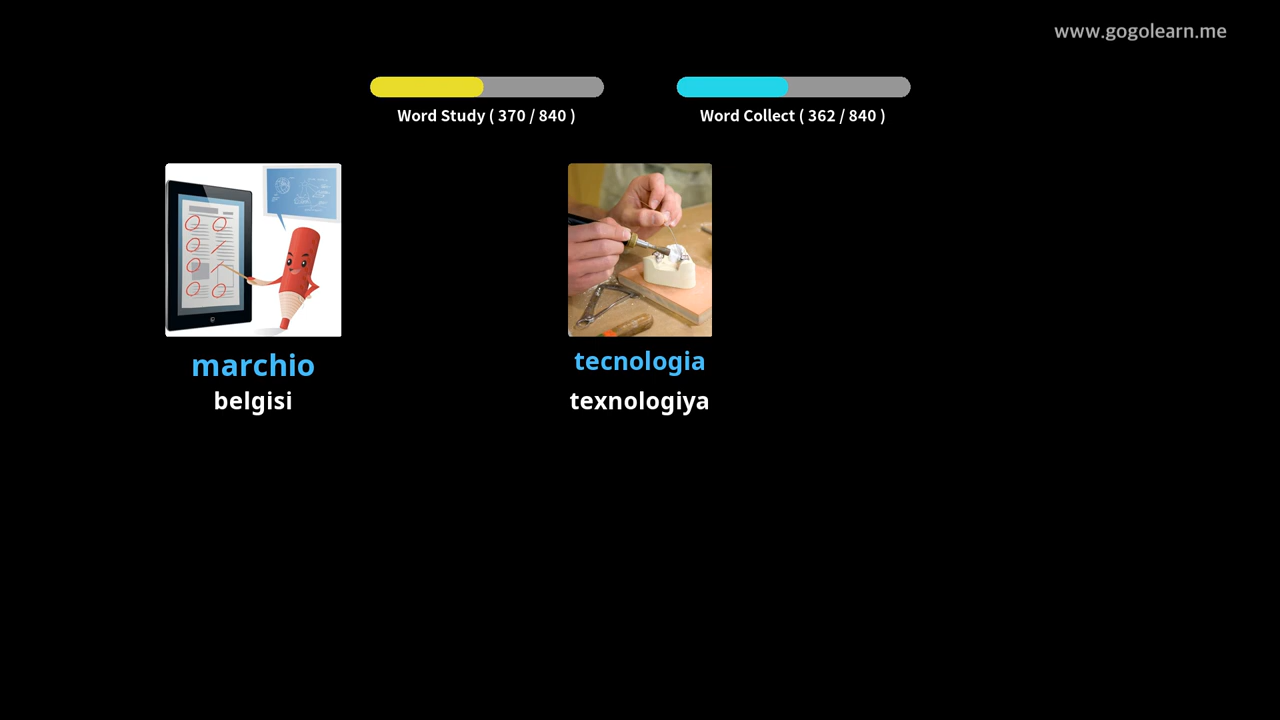 www.gogolearn.me
Word Study ( 370 / 840 )
Word Collect ( 362 / 840 )
marchio
belgisi
tecnologia
texnologiya